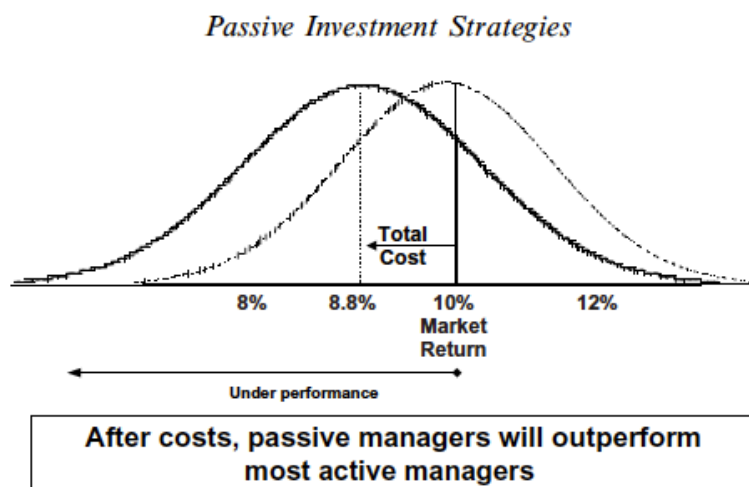 Passive Investment Strategies
Total
Cost
8% 8.8% 10% 12%
Market
Return
Under performance
After costs, passive managers will outperform
most active managers